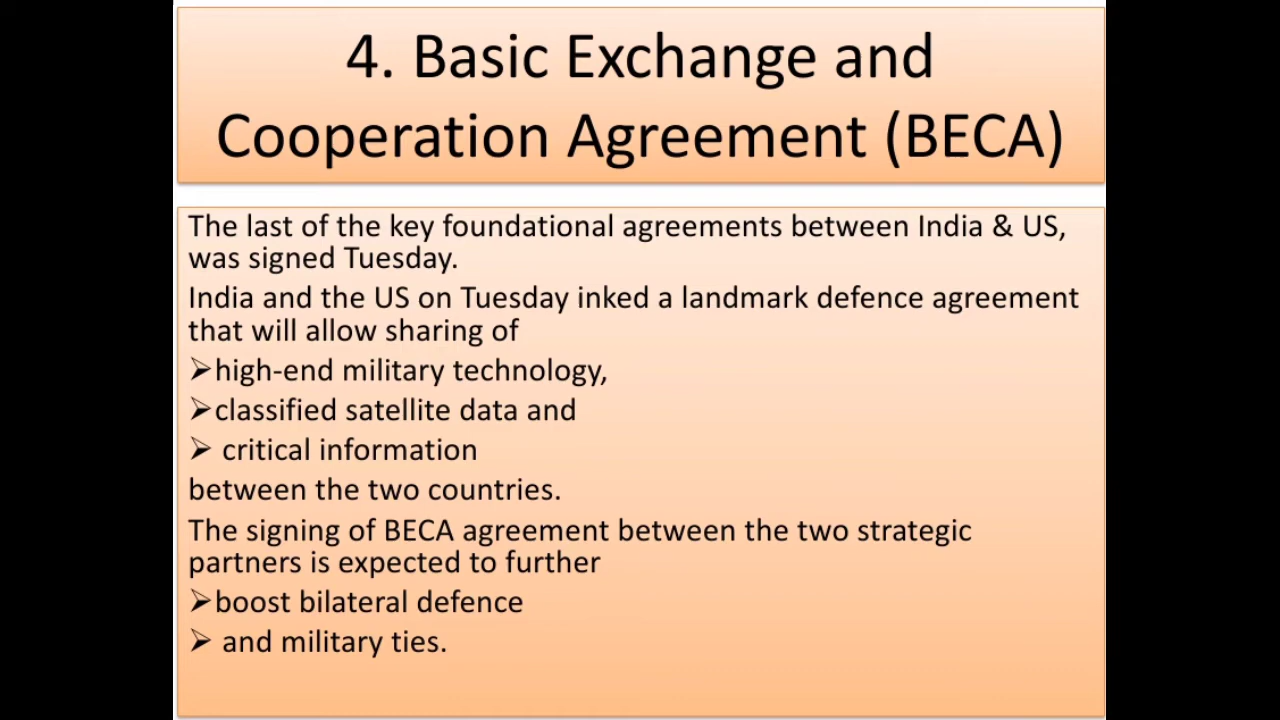 4. Basic Exchange and
Cooperation Agreement (BECA)
The last of the key foundational agreements between India & US,
was signed Tuesday.
India and the US on Tuesday inked a landmark defence agreement
that will allow sharing of
➢high-end military technology,
➢classified satellite data and
➢ critical information
between the two countries.
The signing of BECA agreement between the two strategic
partners is expected to further
➢boost bilateral defence
➢ and military ties.